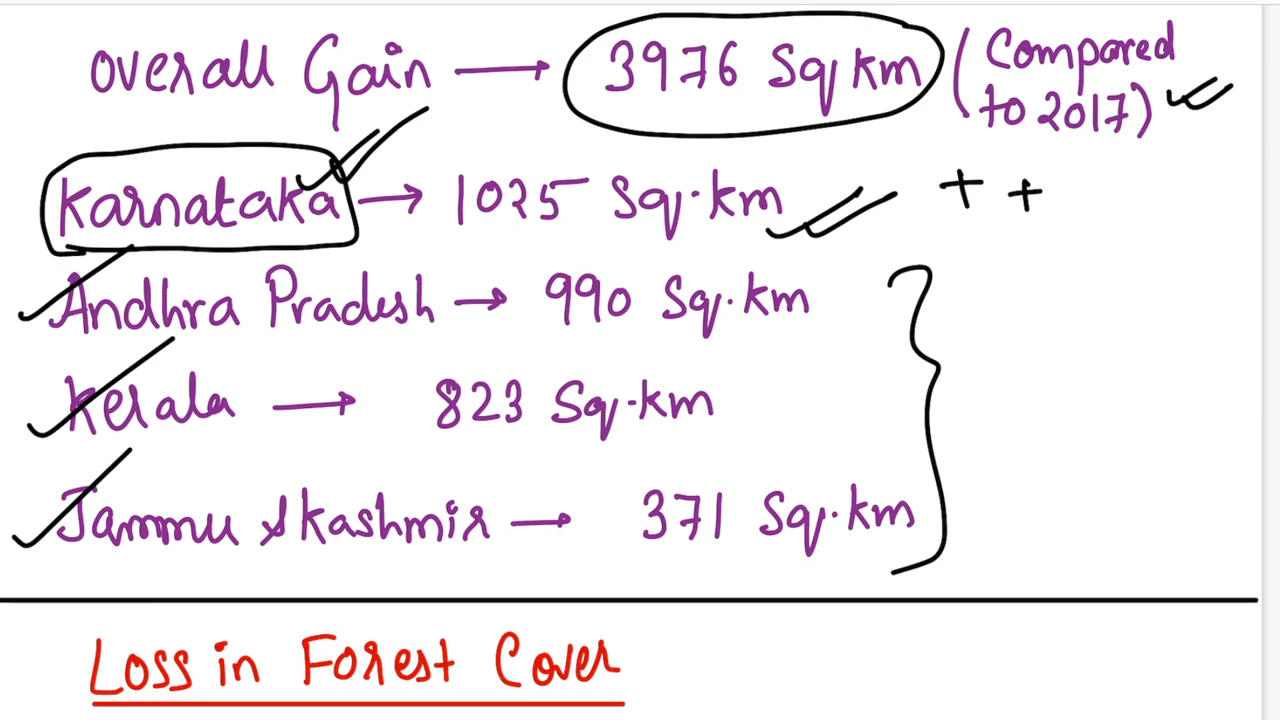 Overall Gain → 3976 Sq km (Compared to 2017)
Karnataka → 1025 Sq.km + +
Andhra Pradesh → 990 Sq.km
Kerala → 823 Sq.km
Jammu & Kashmir → 371 Sq.km
Loss in Forest Cover